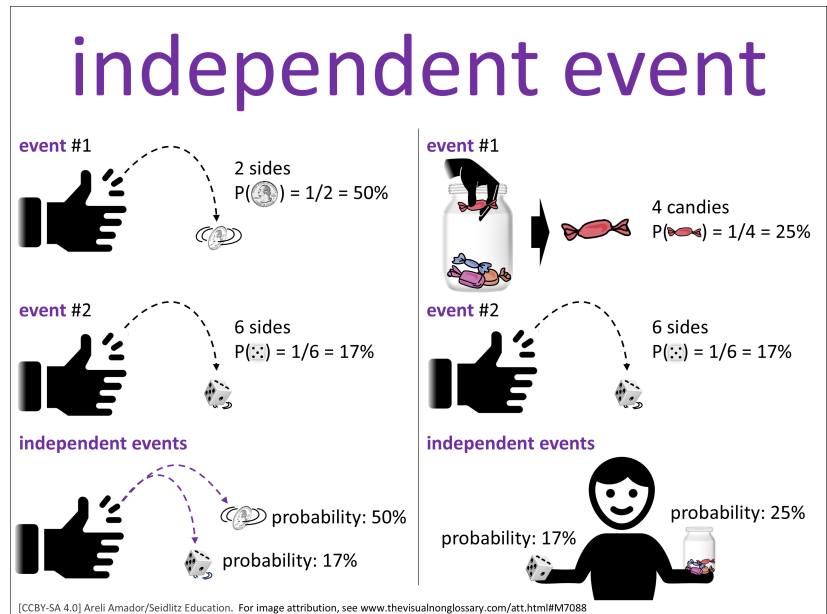 independent event
event #1
2 sides
P( ) = 1/2 = 50%
event #2
6 sides
P( ) = 1/6 = 17%
independent events
probability: 50%
probability: 17%
event #1
4 candies
P( ) = 1/4 = 25%
event #2
6 sides
P( ) = 1/6 = 17%
independent events
probability: 25%
probability: 17%
[CCBY-SA 4.0] Areli Amador/Seidlitz Education. For image attribution, see www.thevisualnonglossary.com/att.html#M7088